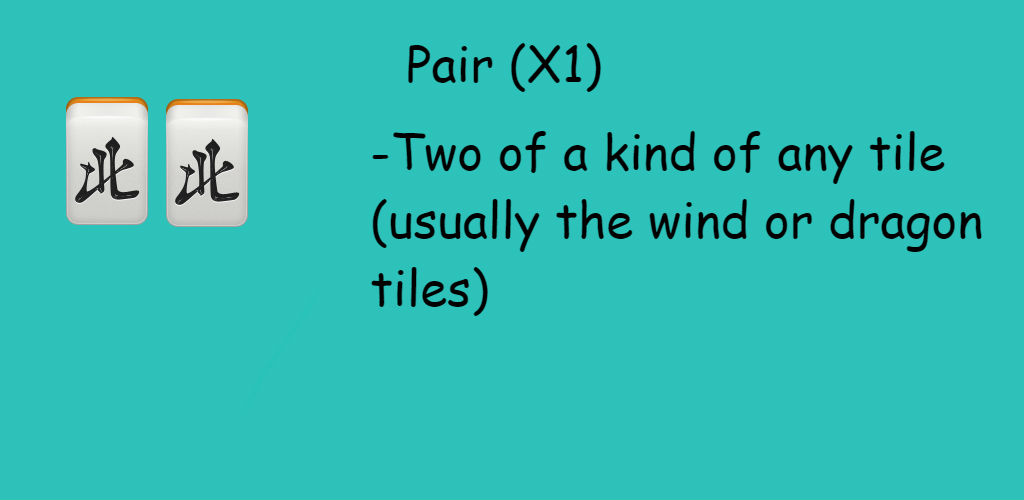 Pair (X1)
北 北
-Two of a kind of any tile
(usually the wind or dragon
tiles)